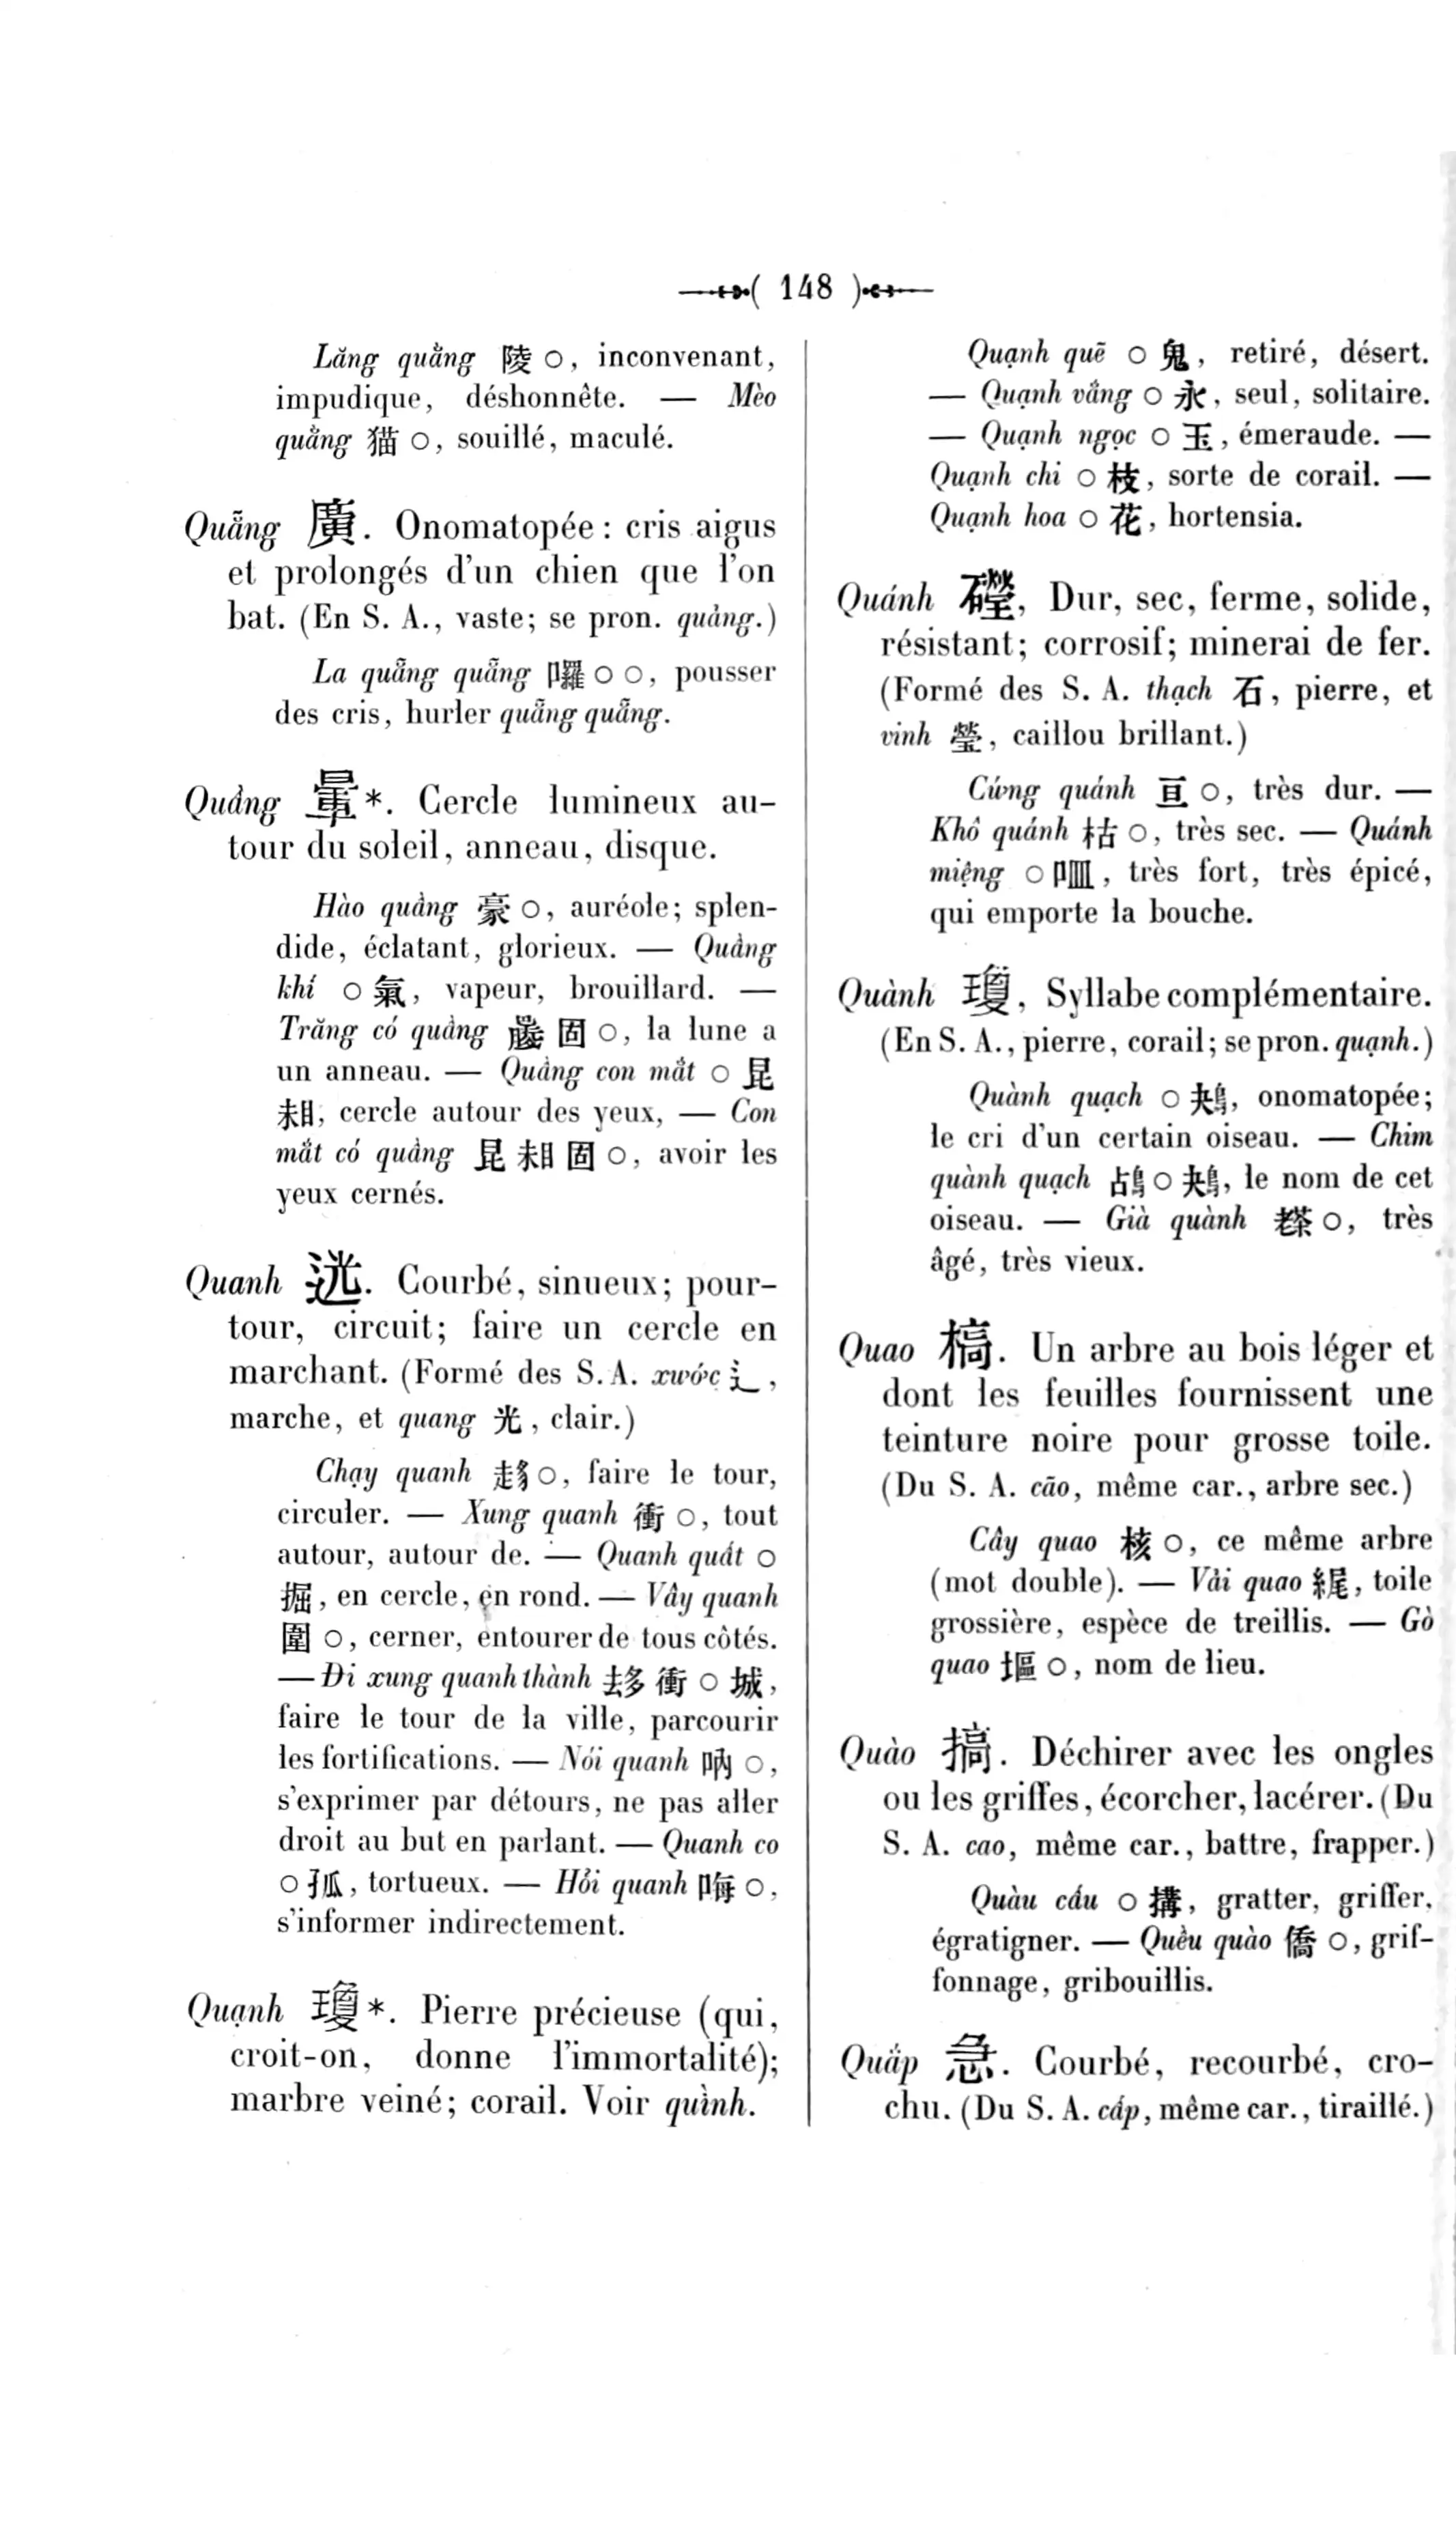 ( 148 )
Lăng quằng 陵 ○, inconvenant,
impudique, déshonnête. — Mèo
quằng 猫 ○, souillé, maculé.
Quẵng 廣. Onomatopée : cris aigus
et prolongés d'un chien que l'on
bat. (En S. A., vaste; se pron. quảng.)
La quẵng quẵng 囉 ○ ○, pousser
des cris, hurler quẵng quẵng.
Quầng 暈 *. Cercle lumineux au-
tour du soleil, anneau, disque.
Hào quầng 豪 ○, auréole; splen-
dide, éclatant, glorieux. — Quầng
khí ○ 氣, vapeur, brouillard. —
Trăng có quầng 固 ○, la lune a
un anneau. — Quầng con mắt ○ 昆
眜, cercle autour des yeux, — Con
mắt có quầng 昆 眜 固 ○, avoir les
yeux cernés.
Quanh 迯. Courbé, sinueux; pour-
tour, circuit; faire un cercle en
marchant. (Formé des S. A. xước 辶,
marche, et quang 光, clair.)
Chạy quanh 趍 ○, faire le tour,
circuler. — Xung quanh 衝 ○, tout
autour, autour de. — Quanh quất ○
掘, en cercle, en rond. — Vây quanh
圍 ○, cerner, entourer de tous côtés.
— Đi xung quanh thành 𠫾 衝 ○ 城,
faire le tour de la ville, parcourir
les fortifications. — Nói quanh 吶 ○,
s'exprimer par détours, ne pas aller
droit au but en parlant. — Quanh co
○ 孤, tortueux. — Hỏi quanh 𠳨 ○,
s'informer indirectement.
Quạnh 瓊 *. Pierre précieuse (qui,
croit-on, donne l'immortalité);
marbre veiné; corail. Voir quình.
Quạnh quẽ ○ 鬼, retiré, désert.
— Quạnh vắng ○ 永, seul, solitaire.
— Quạnh ngọc ○ 玉, émeraude. —
Quạnh chi ○ 枝, sorte de corail. —
Quạnh hoa ○ 花, hortensia.
Quánh, Dur, sec, ferme, solide,
résistant; corrosif; minerai de fer.
(Formé des S. A. thạch 石, pierre, et
vinh 瑩, caillou brillant.)
Cứng quánh 亘 ○, très dur. —
Khô quánh 枯 ○, très sec. — Quánh
miệng ○ 𠰘, très fort, très épicé,
qui emporte la bouche.
Quành 瓊, Syllabe complémentaire.
(En S. A., pierre, corail; se pron. quạnh.)
Quành quạch ○ 鴂, onomatopée;
le cri d'un certain oiseau. — Chim
quành quạch 鴣 ○ 鴂, le nom de cet
oiseau. — Già quành 𦓅 ○, très
âgé, très vieux.
Quao 槁. Un arbre au bois léger et
dont les feuilles fournissent une
teinture noire pour grosse toile.
(Du S. A. cão, même car., arbre sec.)
Cây quao 核 ○, ce même arbre
(mot double). — Vải quao 𦃮, toile
grossière, espèce de treillis. — Gò
quao 塸 ○, nom de lieu.
Quào 搞. Déchirer avec les ongles
ou les griffes, écorcher, lacérer. (Du
S. A. cao, même car., battre, frapper.)
Quàu cấu ○ 搆, gratter, griffer,
égratigner. — Quều quào 僑 ○, grif-
fonnage, gribouillis.
Quắp 急. Courbé, recourbé, cro-
chu. (Du S. A. cấp, même car., tiraillé.)